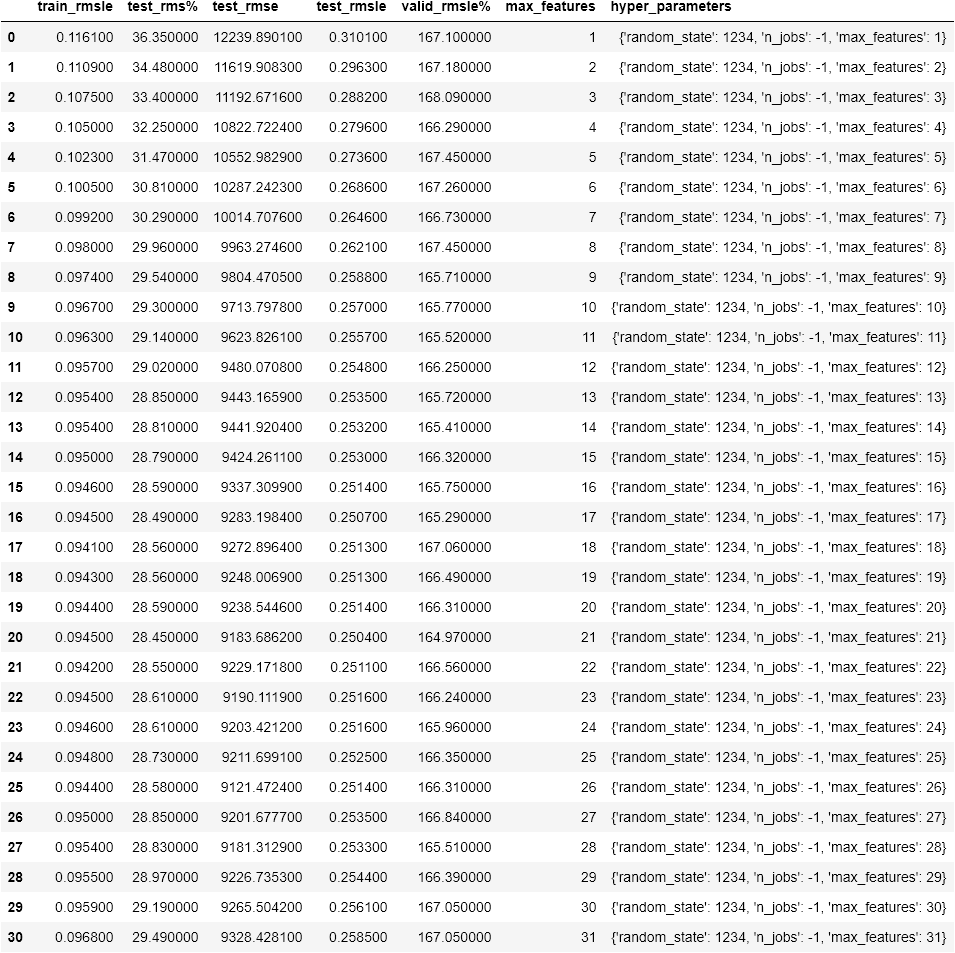 train_rmsle test_rms% test_rmse test_rmsle valid_rmsle% max_features hyper_parameters
0 0.116100 36.350000 12239.890100 0.310100 167.100000 1 {'random_state': 1234, 'n_jobs': -1, 'max_features': 1}
1 0.110900 34.480000 11619.908300 0.296300 167.180000 2 {'random_state': 1234, 'n_jobs': -1, 'max_features': 2}
2 0.107500 33.400000 11192.671600 0.288200 168.090000 3 {'random_state': 1234, 'n_jobs': -1, 'max_features': 3}
3 0.105000 32.250000 10822.722400 0.279600 166.290000 4 {'random_state': 1234, 'n_jobs': -1, 'max_features': 4}
4 0.102300 31.470000 10552.982900 0.273600 167.450000 5 {'random_state': 1234, 'n_jobs': -1, 'max_features': 5}
5 0.100500 30.810000 10287.242300 0.268600 167.260000 6 {'random_state': 1234, 'n_jobs': -1, 'max_features': 6}
6 0.099200 30.290000 10014.707600 0.264600 166.730000 7 {'random_state': 1234, 'n_jobs': -1, 'max_features': 7}
7 0.098000 29.960000 9963.274600 0.262100 167.450000 8 {'random_state': 1234, 'n_jobs': -1, 'max_features': 8}
8 0.097400 29.540000 9804.470500 0.258800 165.710000 9 {'random_state': 1234, 'n_jobs': -1, 'max_features': 9}
9 0.096700 29.300000 9713.797800 0.257000 165.770000 10 {'random_state': 1234, 'n_jobs': -1, 'max_features': 10}
10 0.096300 29.140000 9623.826100 0.255700 165.520000 11 {'random_state': 1234, 'n_jobs': -1, 'max_features': 11}
11 0.095700 29.020000 9480.070800 0.254800 166.250000 12 {'random_state': 1234, 'n_jobs': -1, 'max_features': 12}
12 0.095400 28.850000 9443.165900 0.253500 165.720000 13 {'random_state': 1234, 'n_jobs': -1, 'max_features': 13}
13 0.095400 28.810000 9441.920400 0.253200 165.410000 14 {'random_state': 1234, 'n_jobs': -1, 'max_features': 14}
14 0.095000 28.790000 9424.261100 0.253000 166.320000 15 {'random_state': 1234, 'n_jobs': -1, 'max_features': 15}
15 0.094600 28.590000 9337.309900 0.251400 165.750000 16 {'random_state': 1234, 'n_jobs': -1, 'max_features': 16}
16 0.094500 28.490000 9283.198400 0.250700 165.290000 17 {'random_state': 1234, 'n_jobs': -1, 'max_features': 17}
17 0.094100 28.560000 9272.896400 0.251300 167.060000 18 {'random_state': 1234, 'n_jobs': -1, 'max_features': 18}
18 0.094300 28.560000 9248.006900 0.251300 166.490000 19 {'random_state': 1234, 'n_jobs': -1, 'max_features': 19}
19 0.094400 28.590000 9238.544600 0.251400 166.310000 20 {'random_state': 1234, 'n_jobs': -1, 'max_features': 20}
20 0.094500 28.450000 9183.686200 0.250400 164.970000 21 {'random_state': 1234, 'n_jobs': -1, 'max_features': 21}
21 0.094200 28.550000 9229.171800 0.251100 166.560000 22 {'random_state': 1234, 'n_jobs': -1, 'max_features': 22}
22 0.094500 28.610000 9190.111900 0.251600 166.240000 23 {'random_state': 1234, 'n_jobs': -1, 'max_features': 23}
23 0.094600 28.610000 9203.421200 0.251600 165.960000 24 {'random_state': 1234, 'n_jobs': -1, 'max_features': 24}
24 0.094800 28.730000 9211.699100 0.252500 166.350000 25 {'random_state': 1234, 'n_jobs': -1, 'max_features': 25}
25 0.094400 28.580000 9121.472400 0.251400 166.310000 26 {'random_state': 1234, 'n_jobs': -1, 'max_features': 26}
26 0.095000 28.850000 9201.677700 0.253500 166.840000 27 {'random_state': 1234, 'n_jobs': -1, 'max_features': 27}
27 0.095400 28.830000 9181.312900 0.253300 165.510000 28 {'random_state': 1234, 'n_jobs': -1, 'max_features': 28}
28 0.095500 28.970000 9226.735300 0.254400 166.390000 29 {'random_state': 1234, 'n_jobs': -1, 'max_features': 29}
29 0.095900 29.190000 9265.504200 0.256100 167.050000 30 {'random_state': 1234, 'n_jobs': -1, 'max_features': 30}
30 0.096800 29.490000 9328.428100 0.258500 167.050000 31 {'random_state': 1234, 'n_jobs': -1, 'max_features': 31}